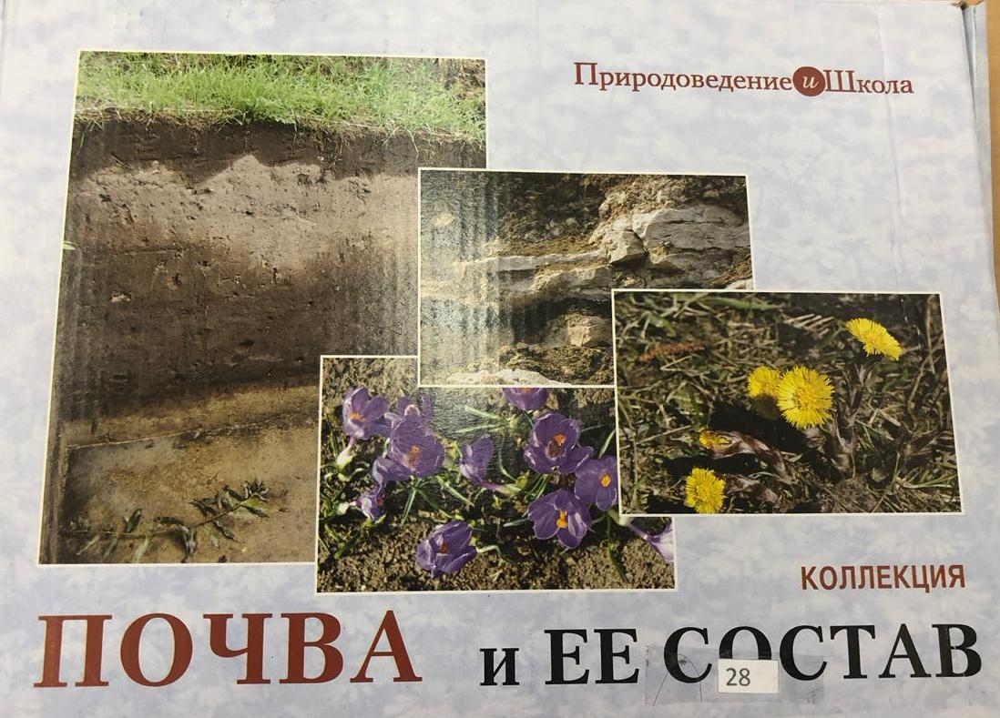 Природоведение и Школа
КОЛЛЕКЦИЯ
ПОЧВА и ЕЕ СОСТАВ
28